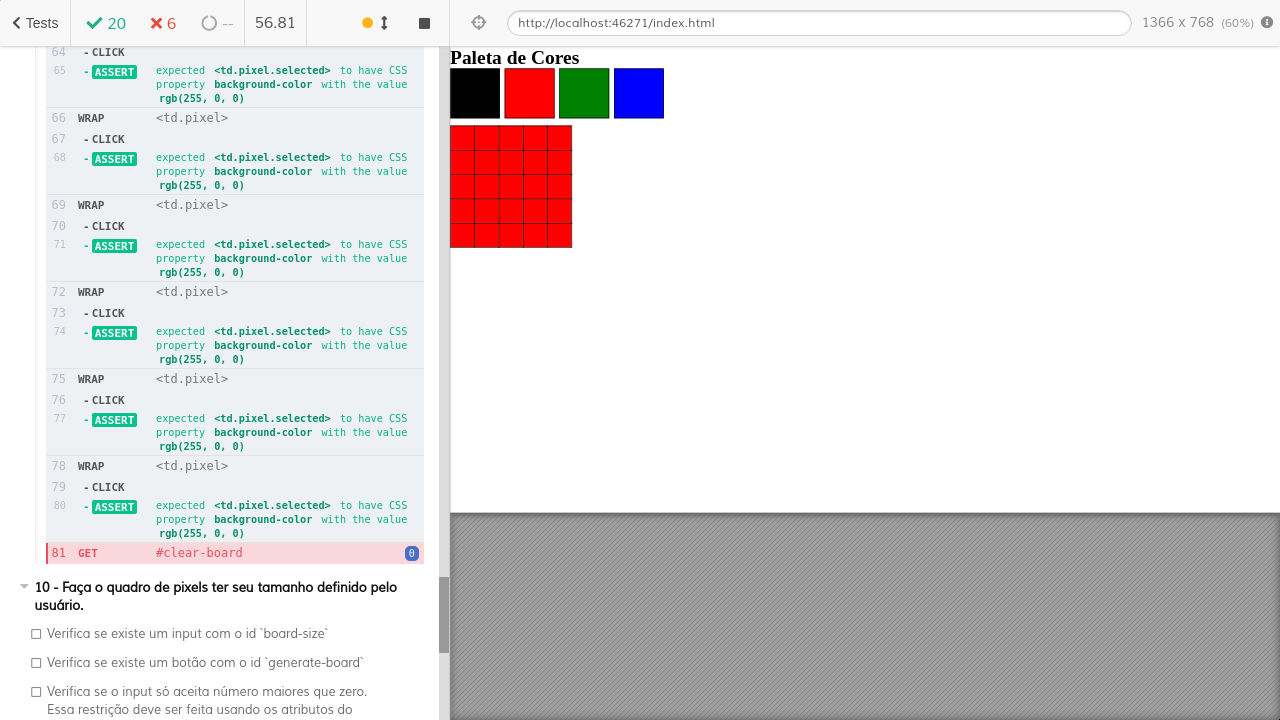 Tests 20 6 -- 56.81 http://localhost:46271/index.html 1366 x 768 (60%)
64 - CLICK
65 - ASSERT expected <td.pixel.selected> to have CSS
property background-color with the value
rgb(255, 0, 0)
66 WRAP <td.pixel>
67 - CLICK
68 - ASSERT expected <td.pixel.selected> to have CSS
property background-color with the value
rgb(255, 0, 0)
69 WRAP <td.pixel>
70 - CLICK
71 - ASSERT expected <td.pixel.selected> to have CSS
property background-color with the value
rgb(255, 0, 0)
72 WRAP <td.pixel>
73 - CLICK
74 - ASSERT expected <td.pixel.selected> to have CSS
property background-color with the value
rgb(255, 0, 0)
75 WRAP <td.pixel>
76 - CLICK
77 - ASSERT expected <td.pixel.selected> to have CSS
property background-color with the value
rgb(255, 0, 0)
78 WRAP <td.pixel>
79 - CLICK
80 - ASSERT expected <td.pixel.selected> to have CSS
property background-color with the value
rgb(255, 0, 0)
81 GET #clear-board 0
10 - Faça o quadro de pixels ter seu tamanho definido pelo
usuário.
Verifica se existe um input com o id `board-size`
Verifica se existe um botão com o id `generate-board`
Verifica se o input só aceita número maiores que zero.
Essa restrição deve ser feita usando os atributos do
Paleta de Cores